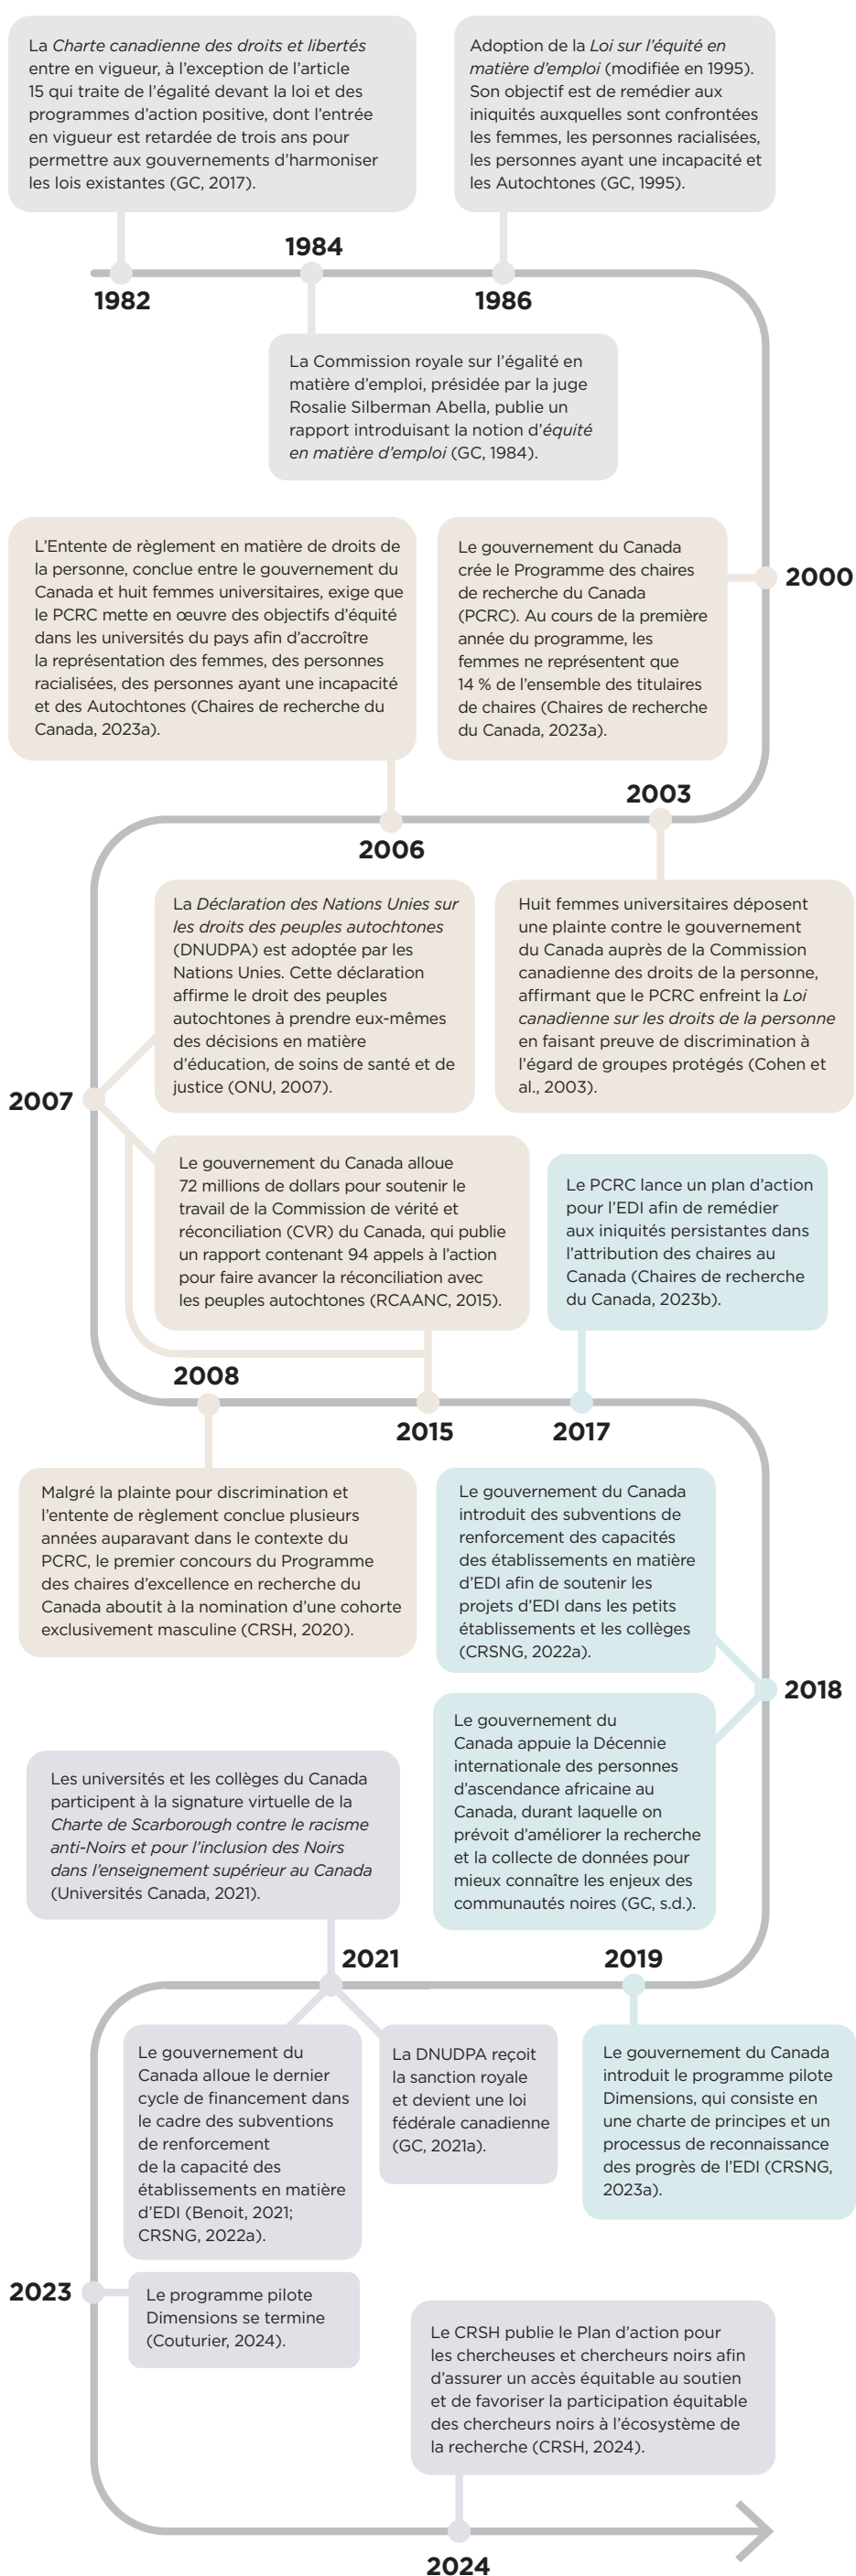 La Charte canadienne des droits et libertés
entre en vigueur, à l'exception de l'article
15 qui traite de l'égalité devant la loi et des
programmes d'action positive, dont l'entrée
en vigueur est retardée de trois ans pour
permettre aux gouvernements d'harmoniser
les lois existantes (GC, 2017).
1982
1984
La Commission royale sur l'égalité en
matière d'emploi, présidée par la juge
Rosalie Silberman Abella, publie un
rapport introduisant la notion d'équité
en matière d'emploi (GC, 1984).
Adoption de la Loi sur l'équité en
matière d'emploi (modifiée en 1995).
Son objectif est de remédier aux
iniquités auxquelles sont confrontées
les femmes, les personnes racialisées,
les personnes ayant une incapacité et
les Autochtones (GC, 1995).
1986
Le gouvernement du Canada
crée le Programme des chaires
de recherche du Canada
(PCRC). Au cours de la première
année du programme, les
femmes ne représentent que
14 % de l'ensemble des titulaires
de chaires (Chaires de recherche
du Canada, 2023a).
2000
2003
Huit femmes universitaires déposent
une plainte contre le gouvernement
du Canada auprès de la Commission
canadienne des droits de la personne,
affirmant que le PCRC enfreint la Loi
canadienne sur les droits de la personne
en faisant preuve de discrimination à
l'égard de groupes protégés (Cohen et
al., 2003).
L'Entente de règlement en matière de droits de
la personne, conclue entre le gouvernement du
Canada et huit femmes universitaires, exige que
le PCRC mette en œuvre des objectifs d'équité
dans les universités du pays afin d'accroître
la représentation des femmes, des personnes
racialisées, des personnes ayant une incapacité
et des Autochtones (Chaires de recherche du
Canada, 2023a).
2006
2007
La Déclaration des Nations Unies sur
les droits des peuples autochtones
(DNUDPA) est adoptée par les
Nations Unies. Cette déclaration
affirme le droit des peuples
autochtones à prendre eux-mêmes
des décisions en matière
d'éducation, de soins de santé et de
justice (ONU, 2007).
Le gouvernement du Canada alloue
72 millions de dollars pour soutenir le
travail de la Commission de vérité et
réconciliation (CVR) du Canada, qui publie
un rapport contenant 94 appels à l'action
pour faire avancer la réconciliation avec
les peuples autochtones (RCAANC, 2015).
2008
Malgré la plainte pour discrimination et
l'entente de règlement conclue plusieurs
années auparavant dans le contexte du
PCRC, le premier concours du Programme
des chaires d'excellence en recherche du
Canada aboutit à la nomination d'une cohorte
exclusivement masculine (CRSH, 2020).
2015
Le PCRC lance un plan d'action
pour l'EDI afin de remédier
aux iniquités persistantes dans
l'attribution des chaires au
Canada (Chaires de recherche
du Canada, 2023b).
2017
Le gouvernement du Canada
introduit des subventions de
renforcement des capacités
des établissements en matière
d'EDI afin de soutenir les
projets d'EDI dans les petits
établissements et les collèges
(CRSNG, 2022a).
2018
Le gouvernement du
Canada appuie la Décennie
internationale des personnes
d'ascendance africaine au
Canada, durant laquelle on
prévoit d'améliorer la recherche
et la collecte de données pour
mieux connaître les enjeux des
communautés noires (GC, s.d.).
2019
Le gouvernement du Canada
introduit le programme pilote
Dimensions, qui consiste en
une charte de principes et un
processus de reconnaissance
des progrès de l'EDI (CRSNG,
2023a).
Les universités et les collèges du Canada
participent à la signature virtuelle de la
Charte de Scarborough contre le racisme
anti-Noirs et pour l'inclusion des Noirs
dans l'enseignement supérieur au Canada
(Universités Canada, 2021).
2021
Le gouvernement du
Canada alloue le dernier
cycle de financement dans
le cadre des subventions
de renforcement
de la capacité des
établissements en matière
d'EDI (Benoit, 2021;
CRSNG, 2022a).
La DNUDPA reçoit
la sanction royale
et devient une loi
fédérale canadienne
(GC, 2021a).
2023
Le programme pilote
Dimensions se termine
(Couturier, 2024).
Le CRSH publie le Plan d'action pour
les chercheuses et chercheurs noirs afin
d'assurer un accès équitable au soutien
et de favoriser la participation équitable
des chercheurs noirs à l'écosystème de
la recherche (CRSH, 2024).
2024